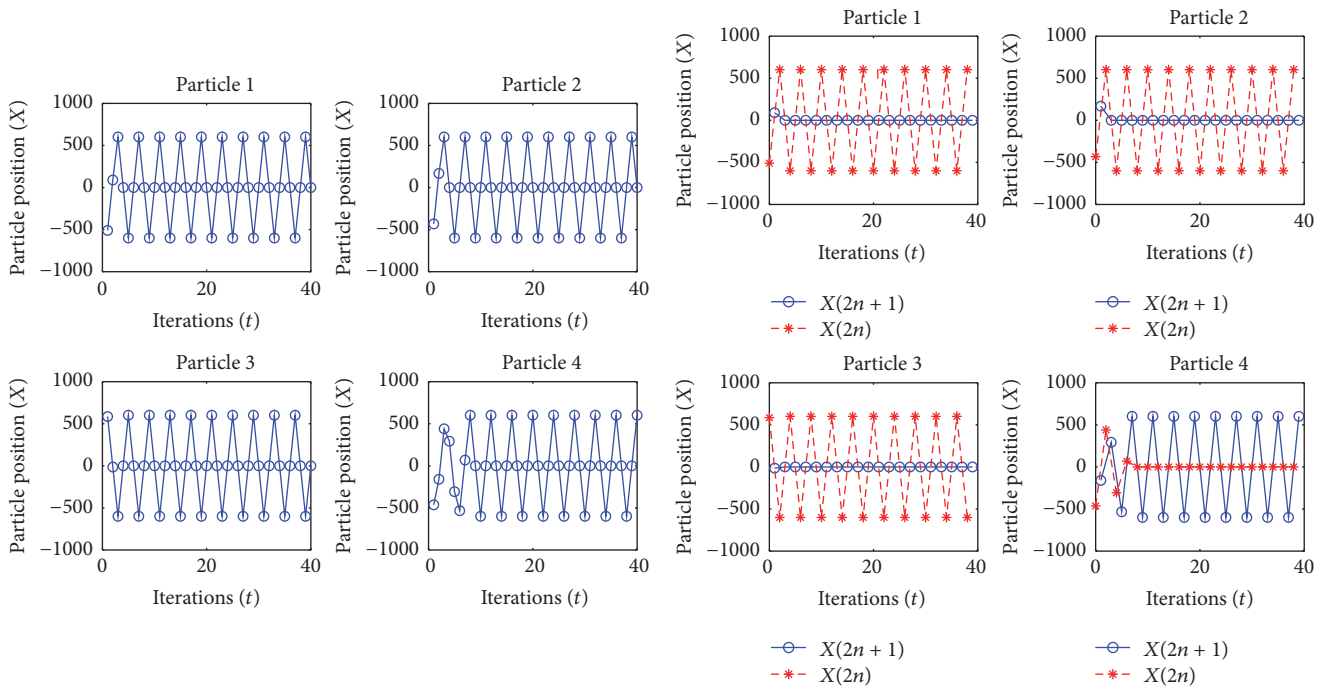 Particle 1
Particle position (X)
1000
500
0
−500
−1000
0
20
40
Iterations (t)
Particle 2
Particle position (X)
1000
500
0
−500
−1000
0
20
40
Iterations (t)
Particle 3
Particle position (X)
1000
500
0
−500
−1000
0
20
40
Iterations (t)
Particle 4
Particle position (X)
1000
500
0
−500
−1000
0
20
40
Iterations (t)
Particle 1
Particle position (X)
1000
500
0
−500
−1000
0
20
40
Iterations (t)
X(2n + 1)
X(2n)
Particle 2
Particle position (X)
1000
500
0
−500
−1000
0
20
40
Iterations (t)
X(2n + 1)
X(2n)
Particle 3
Particle position (X)
1000
500
0
−500
−1000
0
20
40
Iterations (t)
X(2n + 1)
X(2n)
Particle 4
Particle position (X)
1000
500
0
−500
−1000
0
20
40
Iterations (t)
X(2n + 1)
X(2n)